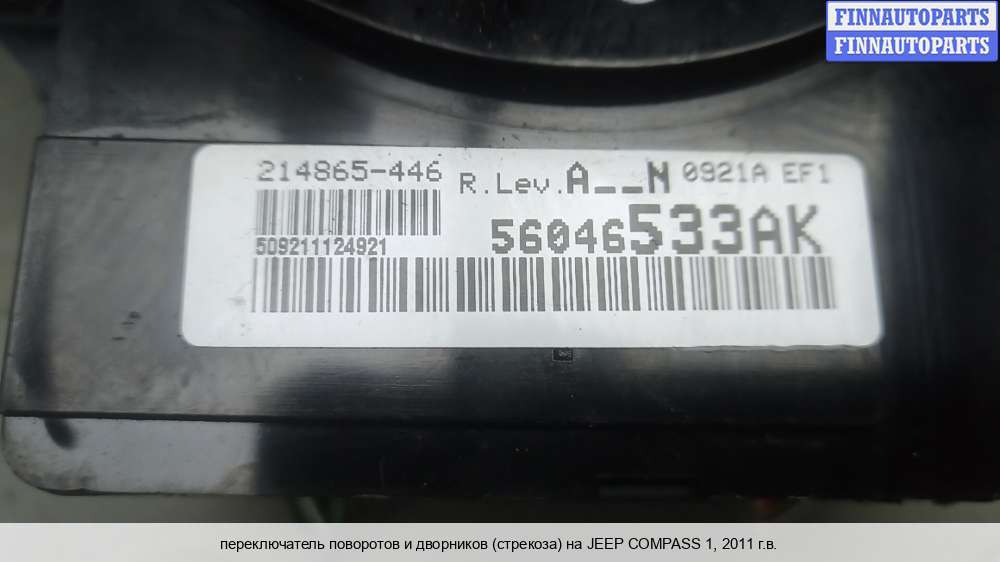 FINNAUTOPARTS
FINNAUTOPARTS
214865-446 R.Lev.A__N 0921A EF1
56046533AK
509211124921
переключатель поворотов и дворников (стрекоза) на JEEP COMPASS 1, 2011 г.в.